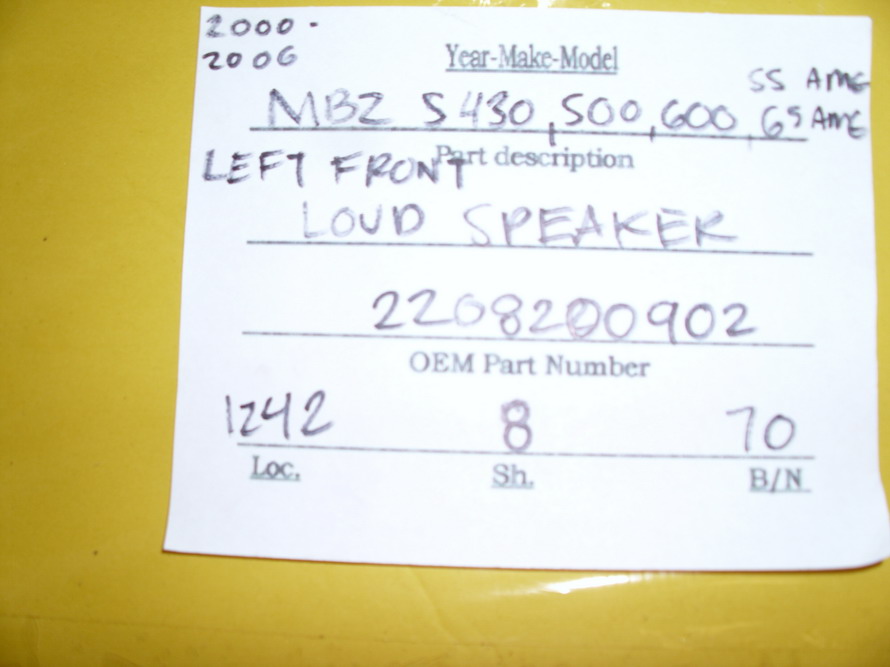 2000-
2006
Year-Make-Model
55 AMG
MBZ S 430, 500, 600, 65 AMG
Part description
LEFT FRONT
LOUD SPEAKER
2208200902
OEM Part Number
1242 8 70
Loc. Sh. B/N